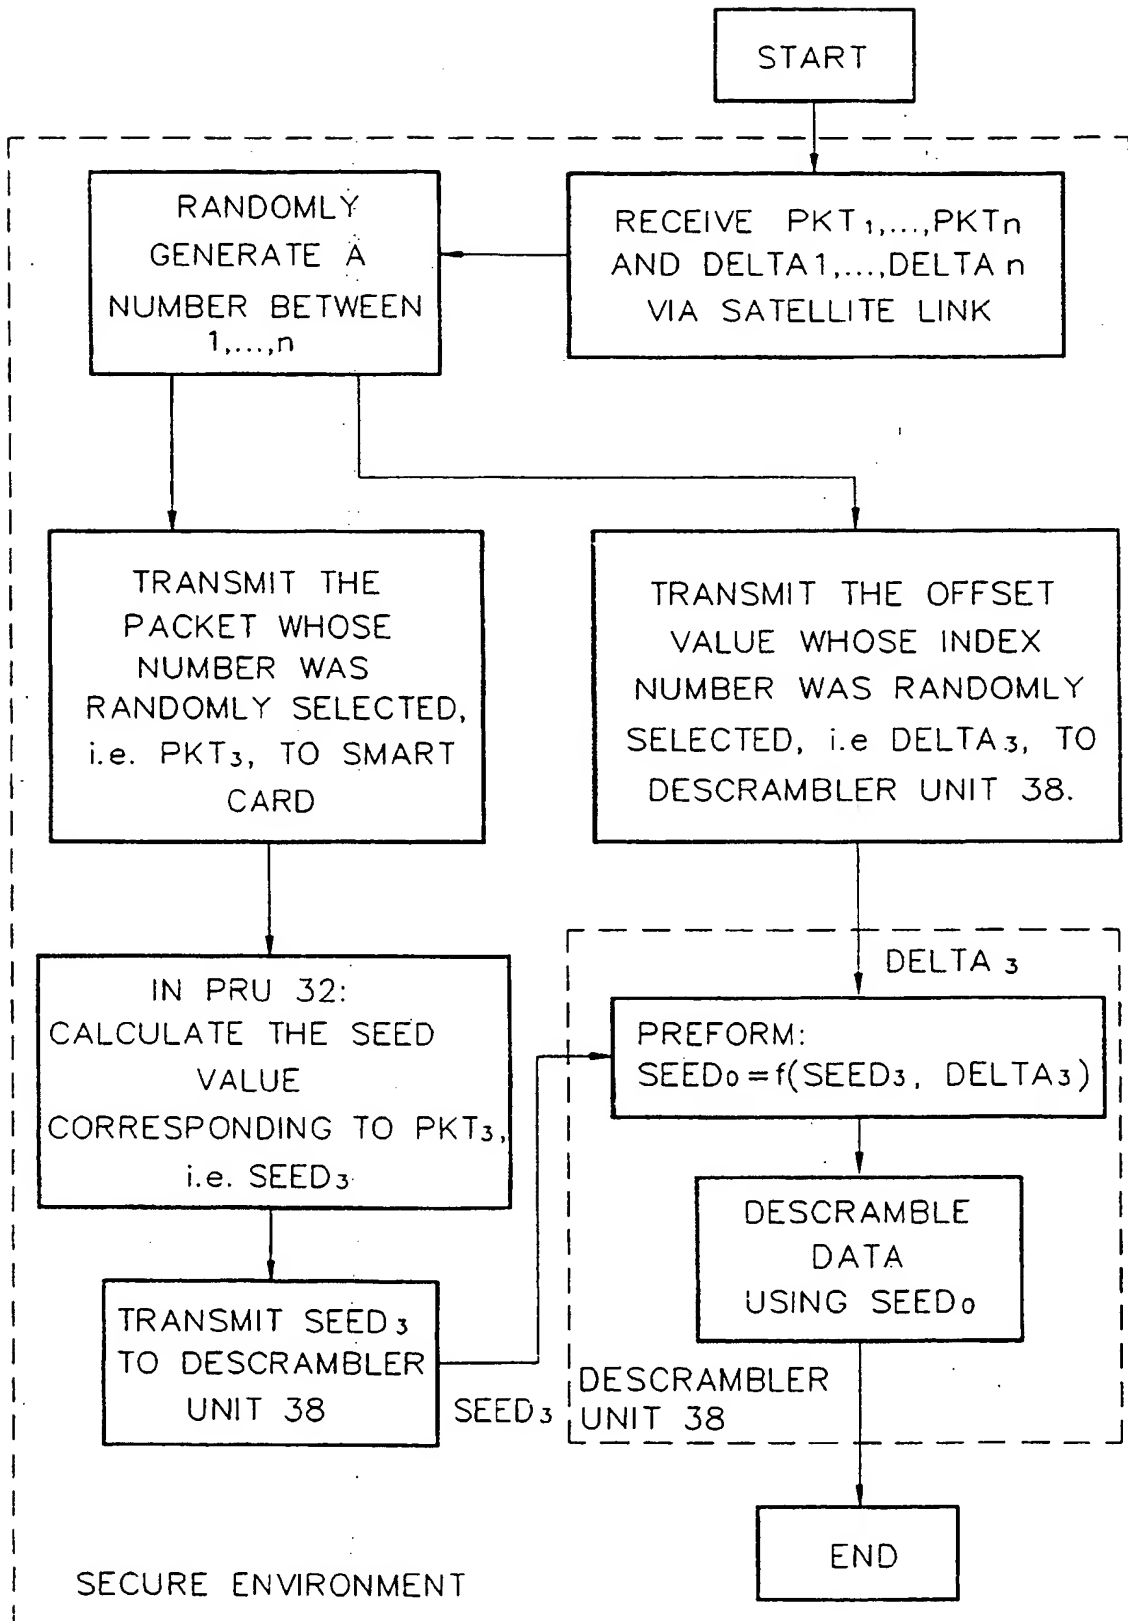 START
RECEIVE PKT₁,...,PKTn
AND DELTA1,...,DELTA n
VIA SATELLITE LINK
RANDOMLY
GENERATE A
NUMBER BETWEEN
1,...,n
TRANSMIT THE
PACKET WHOSE
NUMBER WAS
RANDOMLY SELECTED,
i.e. PKT₃, TO SMART
CARD
TRANSMIT THE OFFSET
VALUE WHOSE INDEX
NUMBER WAS RANDOMLY
SELECTED, i.e DELTA₃, TO
DESCRAMBLER UNIT 38.
IN PRU 32:
CALCULATE THE SEED
VALUE
CORRESPONDING TO PKT₃,
i.e. SEED₃
TRANSMIT SEED₃
TO DESCRAMBLER
UNIT 38
SEED₃
DELTA ₃
PREFORM:
SEED₀ = f(SEED₃, DELTA₃)
DESCRAMBLE
DATA
USING SEED₀
DESCRAMBLER
UNIT 38
END
SECURE ENVIRONMENT